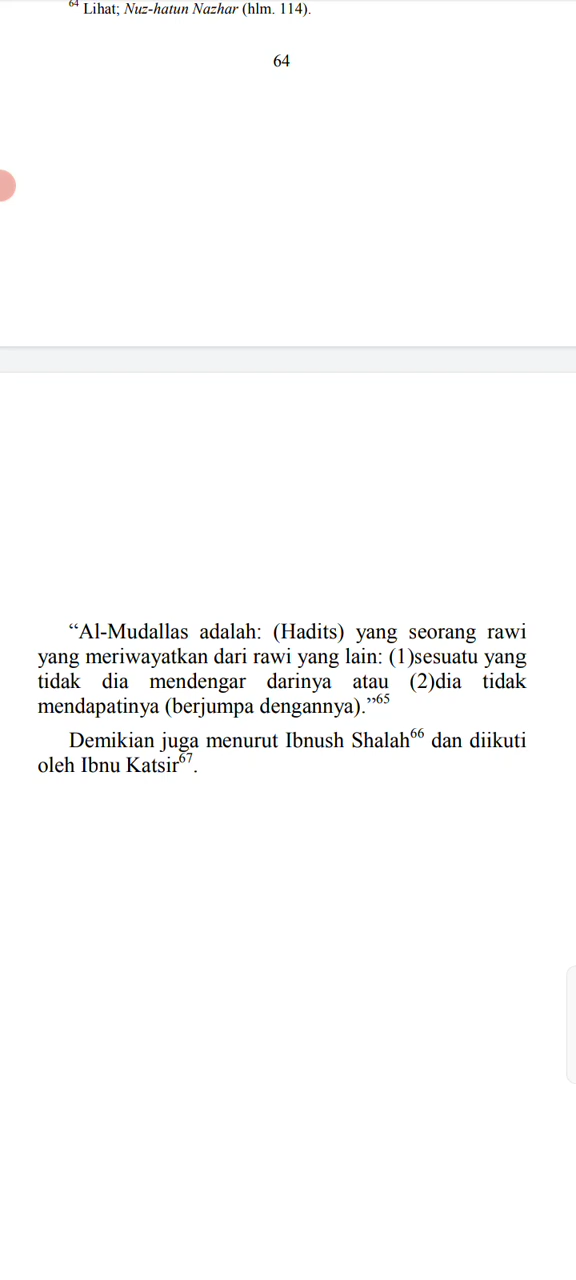 64 Lihat; Nuz-hatun Nazhar (hlm. 114).
64
“Al-Mudallas adalah: (Hadits) yang seorang rawi
yang meriwayatkan dari rawi yang lain: (1)sesuatu yang
tidak dia mendengar darinya atau (2)dia tidak
mendapatinya (berjumpa dengannya).”65
Demikian juga menurut Ibnush Shalah66 dan diikuti
oleh Ibnu Katsir67.